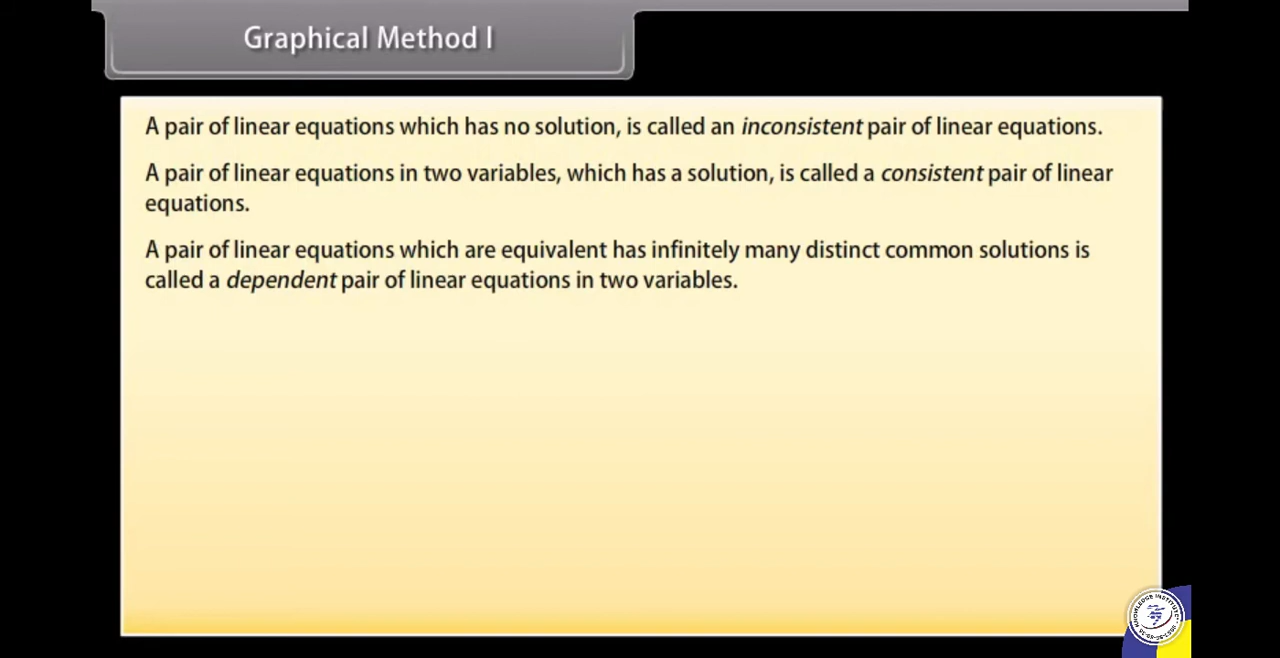 Graphical Method I
A pair of linear equations which has no solution, is called an inconsistent pair of linear equations.
A pair of linear equations in two variables, which has a solution, is called a consistent pair of linear
equations.
A pair of linear equations which are equivalent has infinitely many distinct common solutions is
called a dependent pair of linear equations in two variables.